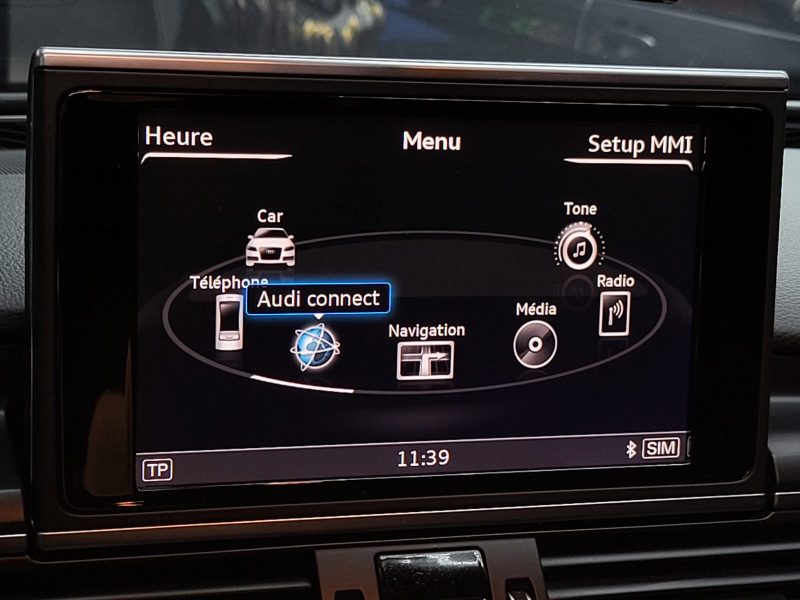 Heure
Menu
Setup MMI
Car
Tone
Téléphone
Audi connect
Radio
Média
Navigation
TP
11:39
SIM